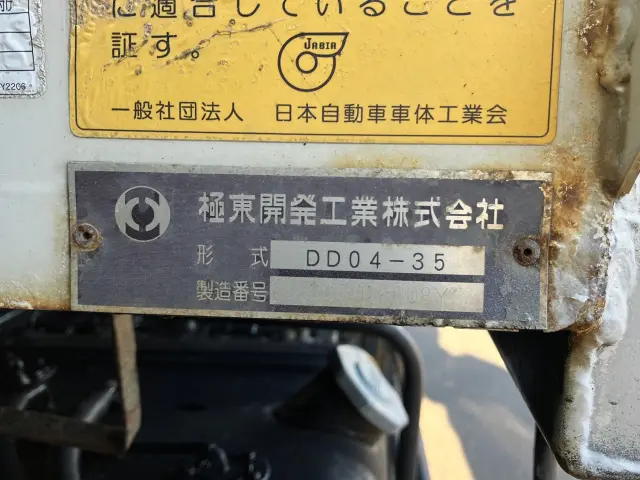 に適合していることを
証す。
JABIA
一般社団法人 日本自動車車体工業会
Y2206
極東開発工業株式会社
形式 DD04-35
製造番号